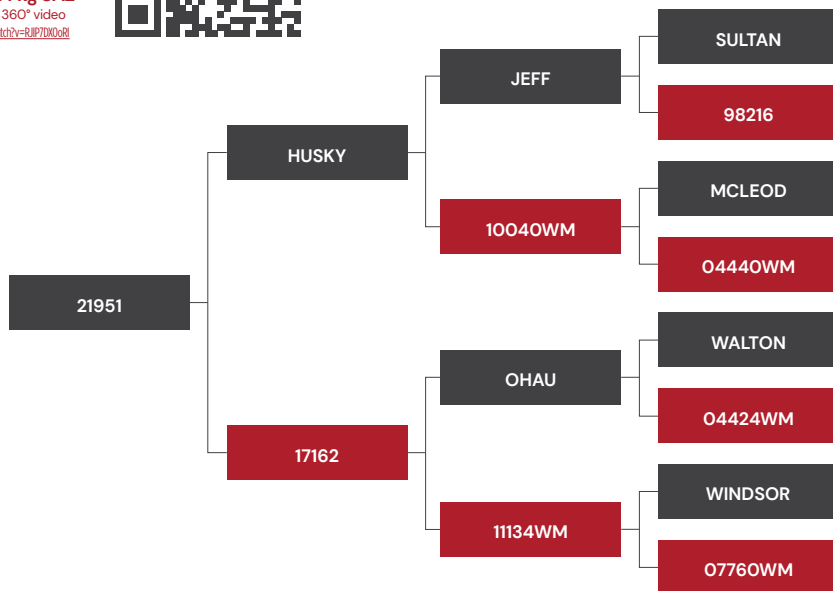 360° video
SULTAN
JEFF
98216
HUSKY
MCLEOD
10040WM
04440WM
21951
WALTON
OHAU
04424WM
17162
WINDSOR
11134WM
07760WM